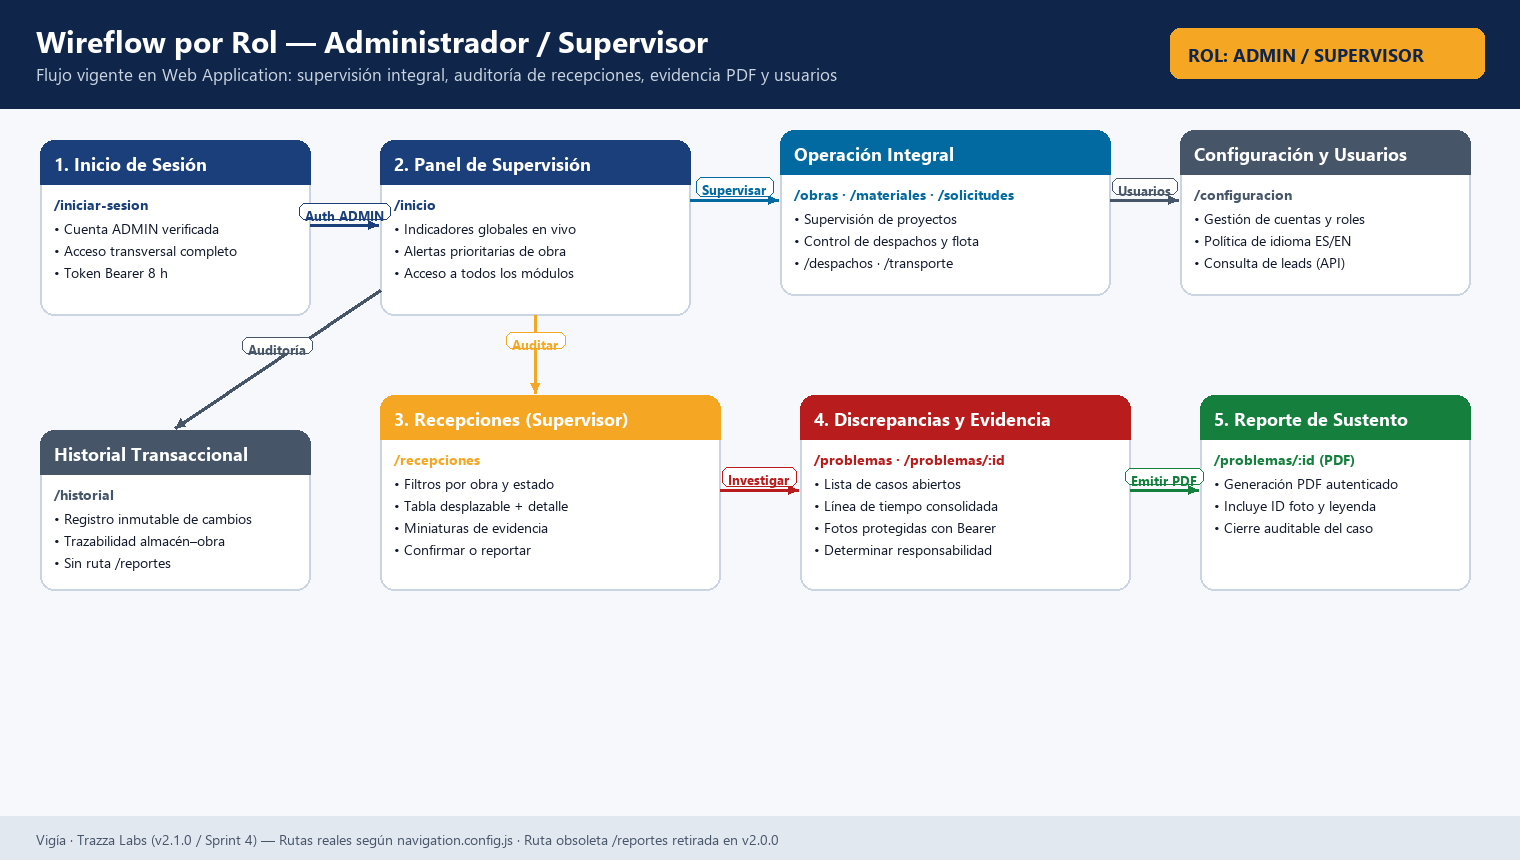 Wireflow por Rol — Administrador / Supervisor
Flujo vigente en Web Application: supervisión integral, auditoría de recepciones, evidencia PDF y usuarios
ROL: ADMIN / SUPERVISOR
1. Inicio de Sesión
/iniciar-sesion
• Cuenta ADMIN verificada
• Acceso transversal completo
• Token Bearer 8 h
Auth ADMIN
2. Panel de Supervisión
/inicio
• Indicadores globales en vivo
• Alertas prioritarias de obra
• Acceso a todos los módulos
Supervisar
Operación Integral
/obras · /materiales · /solicitudes
• Supervisión de proyectos
• Control de despachos y flota
• /despachos · /transporte
Usuarios
Configuración y Usuarios
/configuracion
• Gestión de cuentas y roles
• Política de idioma ES/EN
• Consulta de leads (API)
Auditoría
Auditar
Historial Transaccional
/historial
• Registro inmutable de cambios
• Trazabilidad almacén–obra
• Sin ruta /reportes
3. Recepciones (Supervisor)
/recepciones
• Filtros por obra y estado
• Tabla desplazable + detalle
• Miniaturas de evidencia
• Confirmar o reportar
Investigar
4. Discrepancias y Evidencia
/problemas · /problemas/:id
• Lista de casos abiertos
• Línea de tiempo consolidada
• Fotos protegidas con Bearer
• Determinar responsabilidad
Emitir PDF
5. Reporte de Sustento
/problemas/:id (PDF)
• Generación PDF autenticado
• Incluye ID foto y leyenda
• Cierre auditable del caso
Vigía · Trazza Labs (v2.1.0 / Sprint 4) — Rutas reales según navigation.config.js · Ruta obsoleta /reportes retirada en v2.0.0